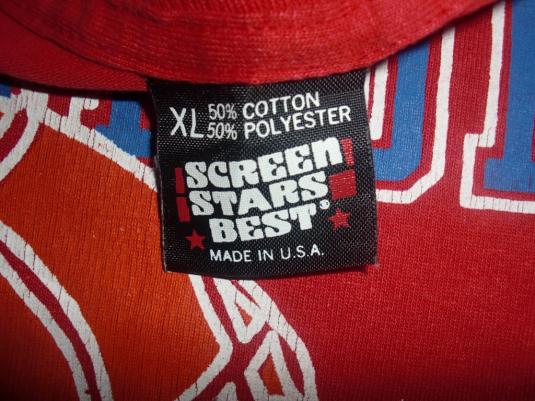 XL 50% COTTON
50% POLYESTER
SCREEN
STARS
BEST®
MADE IN U.S.A.